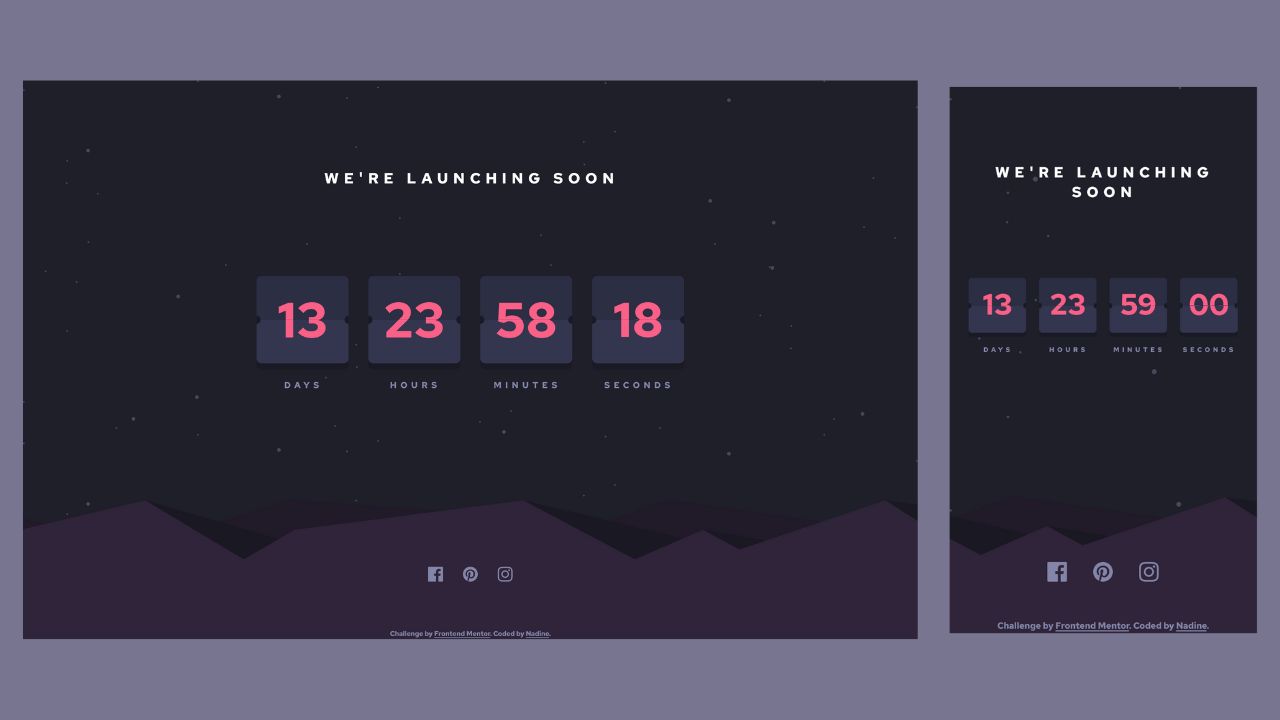 WE'RE LAUNCHING SOON
13 23 58 18
DAYS HOURS MINUTES SECONDS
Challenge by Frontend Mentor. Coded by Nadine.
WE'RE LAUNCHING
SOON
13 23 59 00
DAYS HOURS MINUTES SECONDS
Challenge by Frontend Mentor. Coded by Nadine.